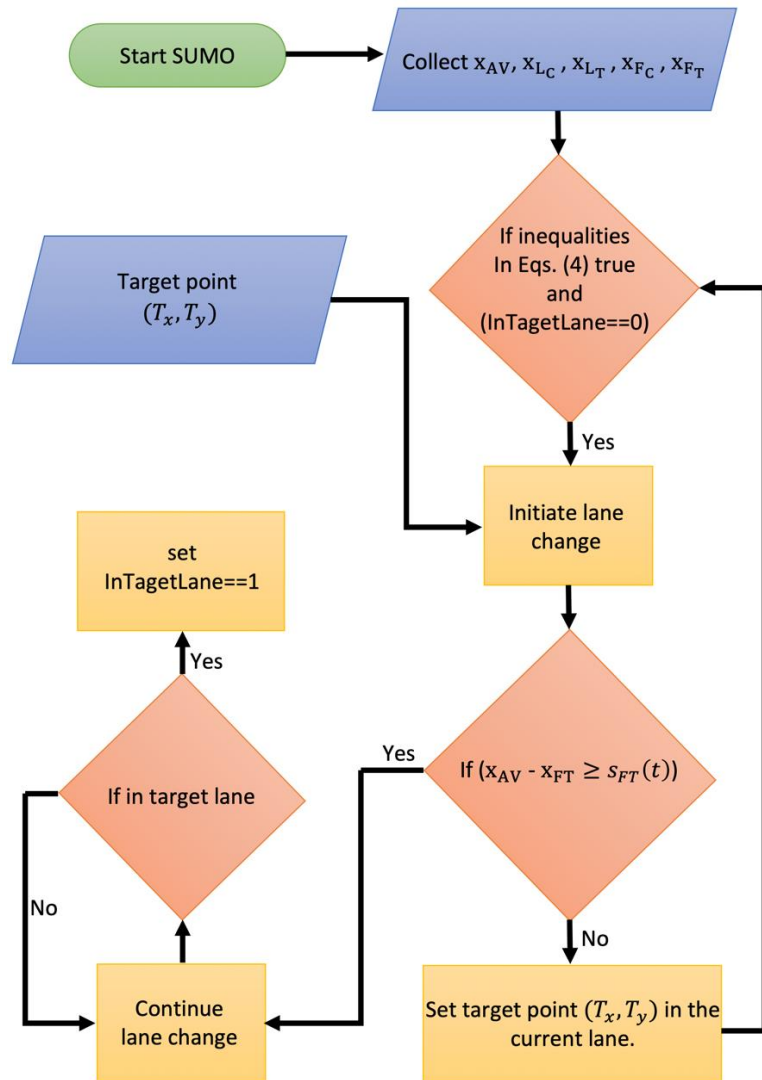 Start SUMO
Collect x_AV, x_L_C, x_L_T, x_F_C, x_F_T
If inequalities
In Eqs. (4) true
and
(InTagetLane==0)
Target point
(T_x, T_y)
Yes
Initiate lane
change
set
InTagetLane==1
Yes
If in target lane
Yes
If (x_AV - x_FT ≥ s_FT(t))
No
No
Continue
lane change
Set target point (T_x, T_y) in the
current lane.